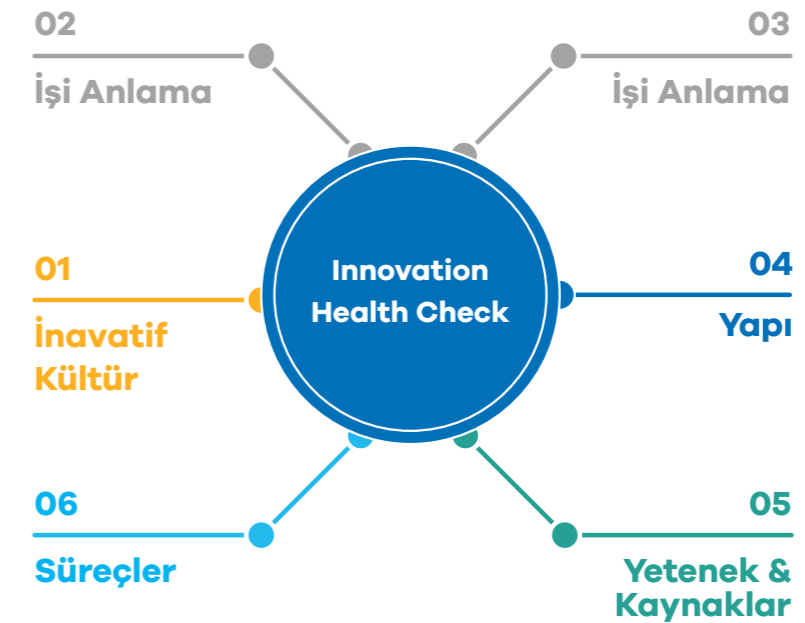 02
İşi Anlama
03
İşi Anlama
01
İnavatif
Kültür
Innovation
Health Check
04
Yapı
06
Süreçler
05
Yetenek &
Kaynaklar